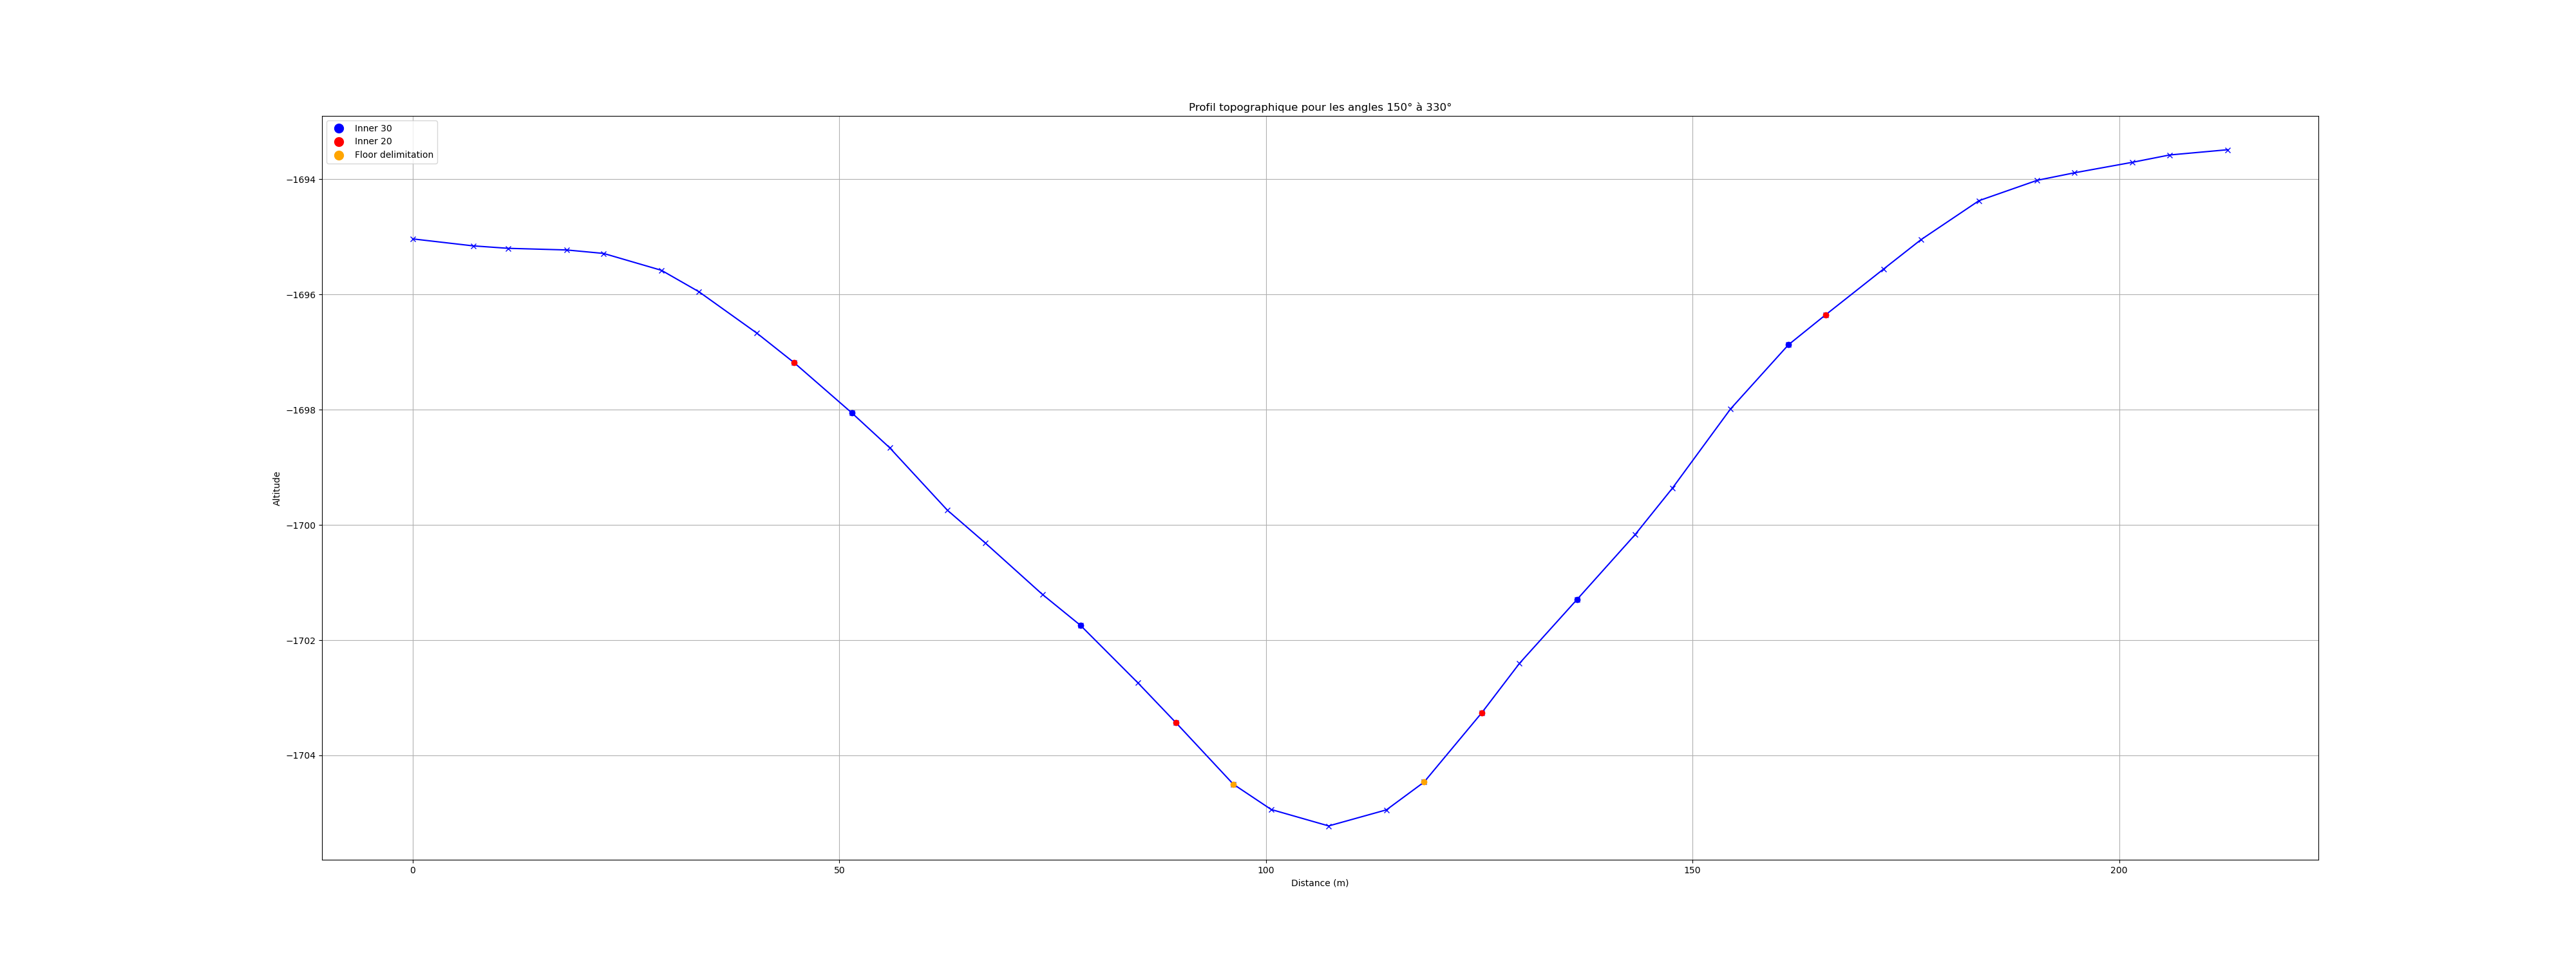 Profil topographique pour les angles 150° à 330°
Inner 30
Inner 20
Floor delimitation
Altitude
−1694
−1696
−1698
−1700
−1702
−1704
0
50
100
150
200
Distance (m)